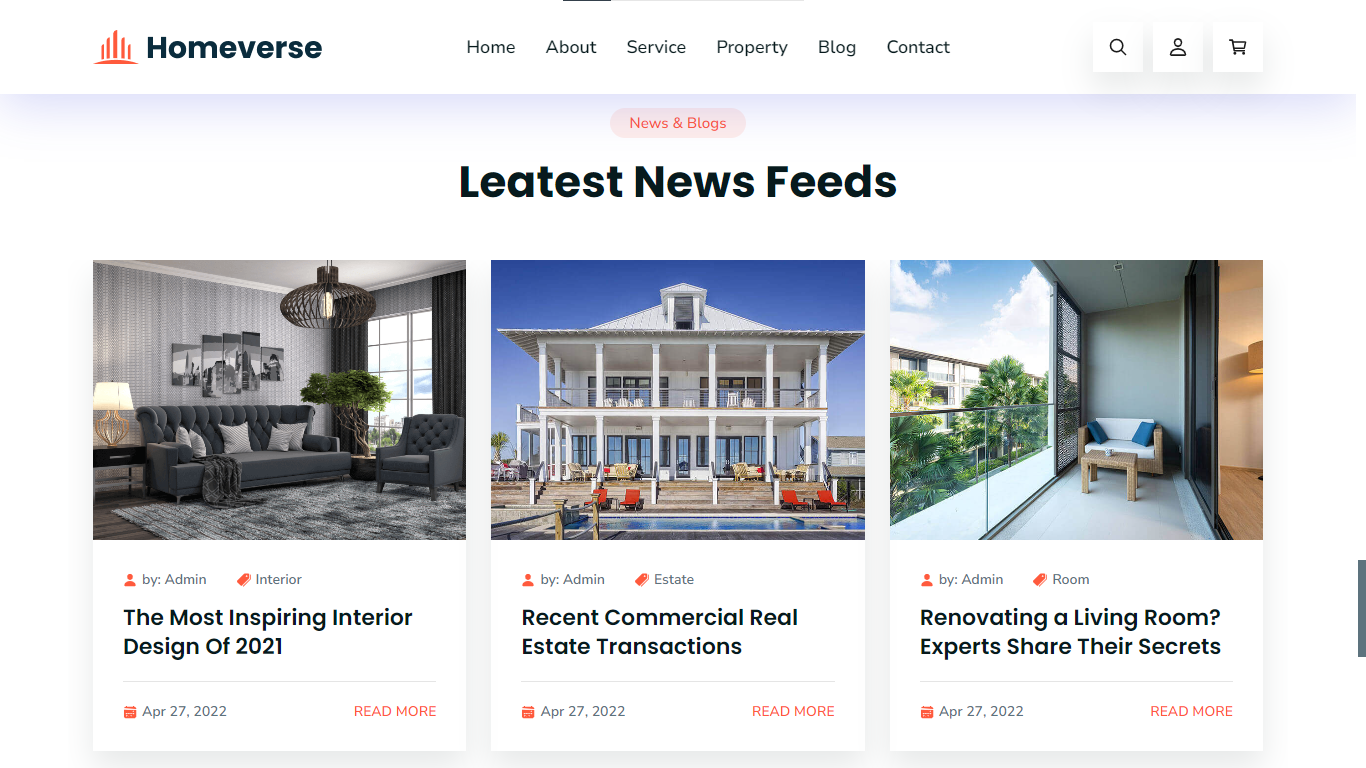 Homeverse
Home About Service Property Blog Contact
News & Blogs
Leatest News Feeds
by: Admin Interior
The Most Inspiring Interior
Design Of 2021
Apr 27, 2022 READ MORE
by: Admin Estate
Recent Commercial Real
Estate Transactions
Apr 27, 2022 READ MORE
by: Admin Room
Renovating a Living Room?
Experts Share Their Secrets
Apr 27, 2022 READ MORE